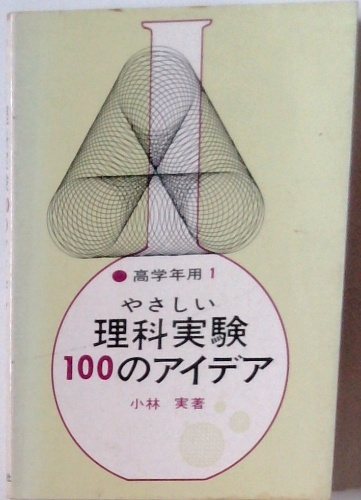 ●高学年用1
やさしい
理科実験
100のアイデア
小林 実著